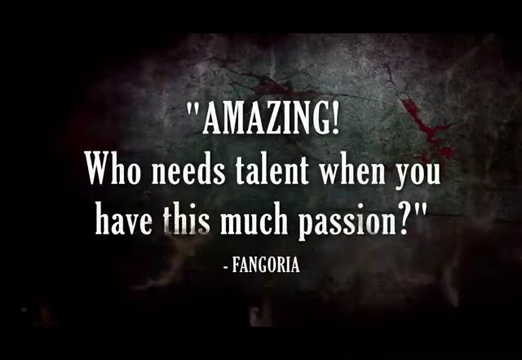 "AMAZING!
Who needs talent when you
have this much passion?"
- FANGORIA